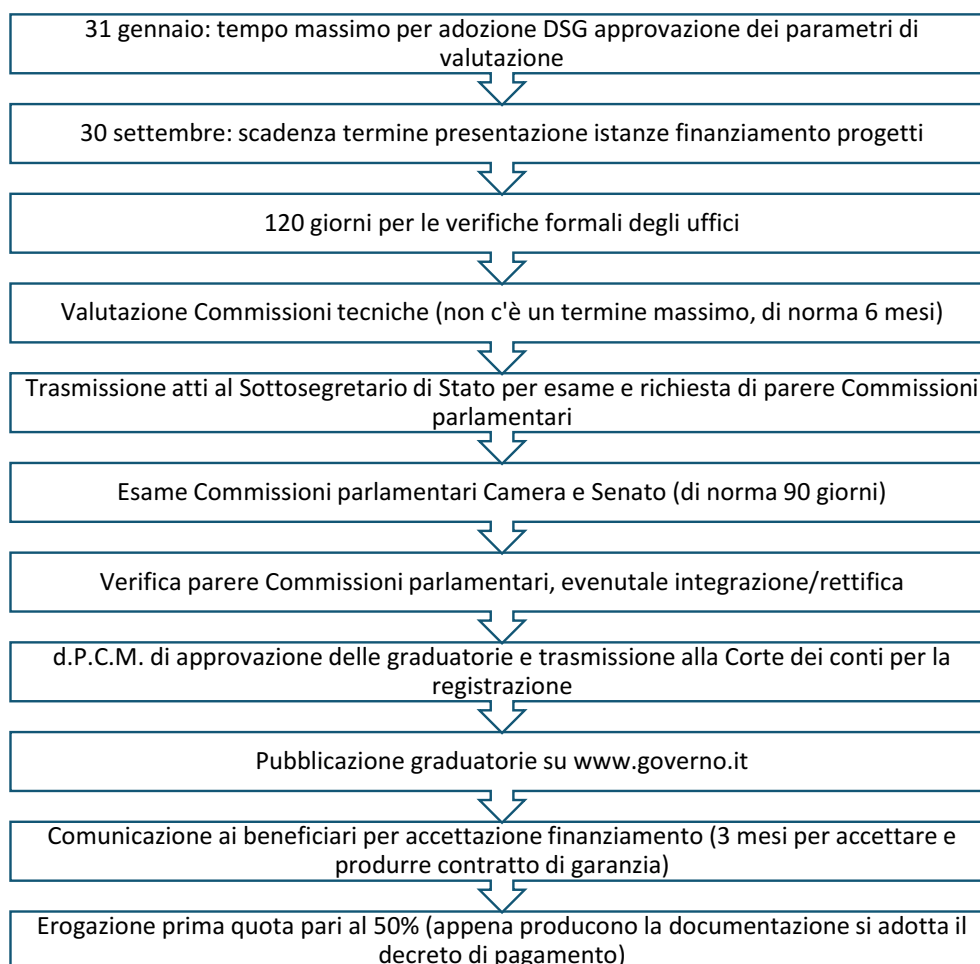 31 gennaio: tempo massimo per adozione DSG approvazione dei parametri di
valutazione
30 settembre: scadenza termine presentazione istanze finanziamento progetti
120 giorni per le verifiche formali degli uffici
Valutazione Commissioni tecniche (non c'è un termine massimo, di norma 6 mesi)
Trasmissione atti al Sottosegretario di Stato per esame e richiesta di parere Commissioni
parlamentari
Esame Commissioni parlamentari Camera e Senato (di norma 90 giorni)
Verifica parere Commissioni parlamentari, evenutale integrazione/rettifica
d.P.C.M. di approvazione delle graduatorie e trasmissione alla Corte dei conti per la
registrazione
Pubblicazione graduatorie su www.governo.it
Comunicazione ai beneficiari per accettazione finanziamento (3 mesi per accettare e
produrre contratto di garanzia)
Erogazione prima quota pari al 50% (appena producono la documentazione si adotta il
decreto di pagamento)